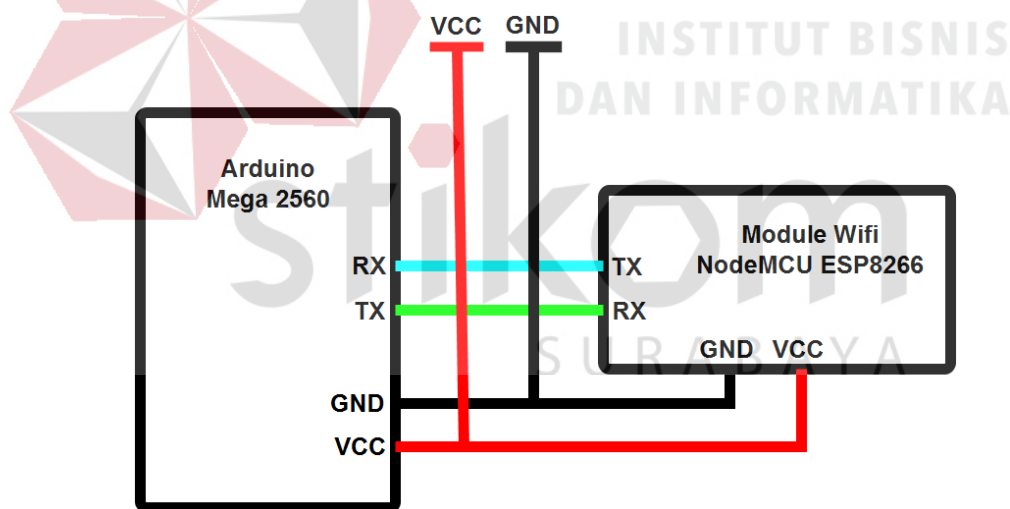 VCC GND
INSTITUT BISNIS
DAN INFORMATIKA
Arduino
Mega 2560
stikom
Module Wifi
NodeMCU ESP8266
RX
TX
TX
RX
SURABAYA
GND VCC
GND
VCC